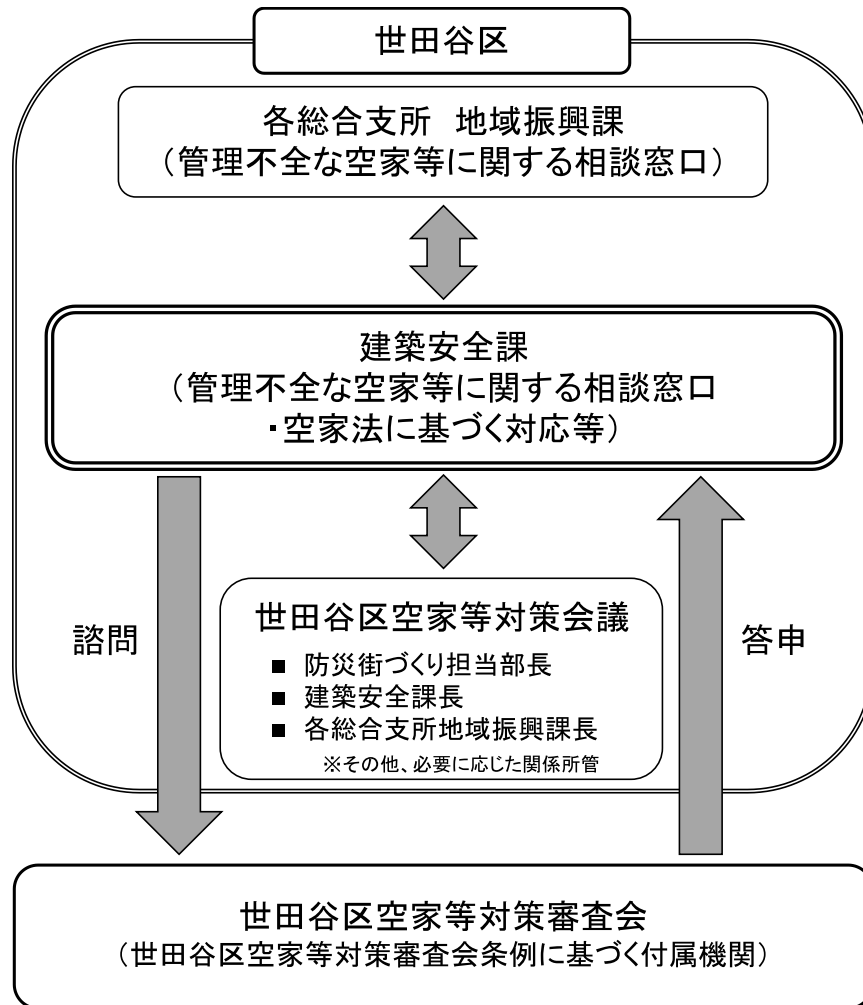 世田谷区
各総合支所 地域振興課
（管理不全な空家等に関する相談窓口）
建築安全課
（管理不全な空家等に関する相談窓口
・空家法に基づく対応等）
諮問
世田谷区空家等対策会議
■ 防災街づくり担当部長
■ 建築安全課長
■ 各総合支所地域振興課長
※その他、必要に応じた関係所管
答申
世田谷区空家等対策審査会
（世田谷区空家等対策審査会条例に基づく付属機関）